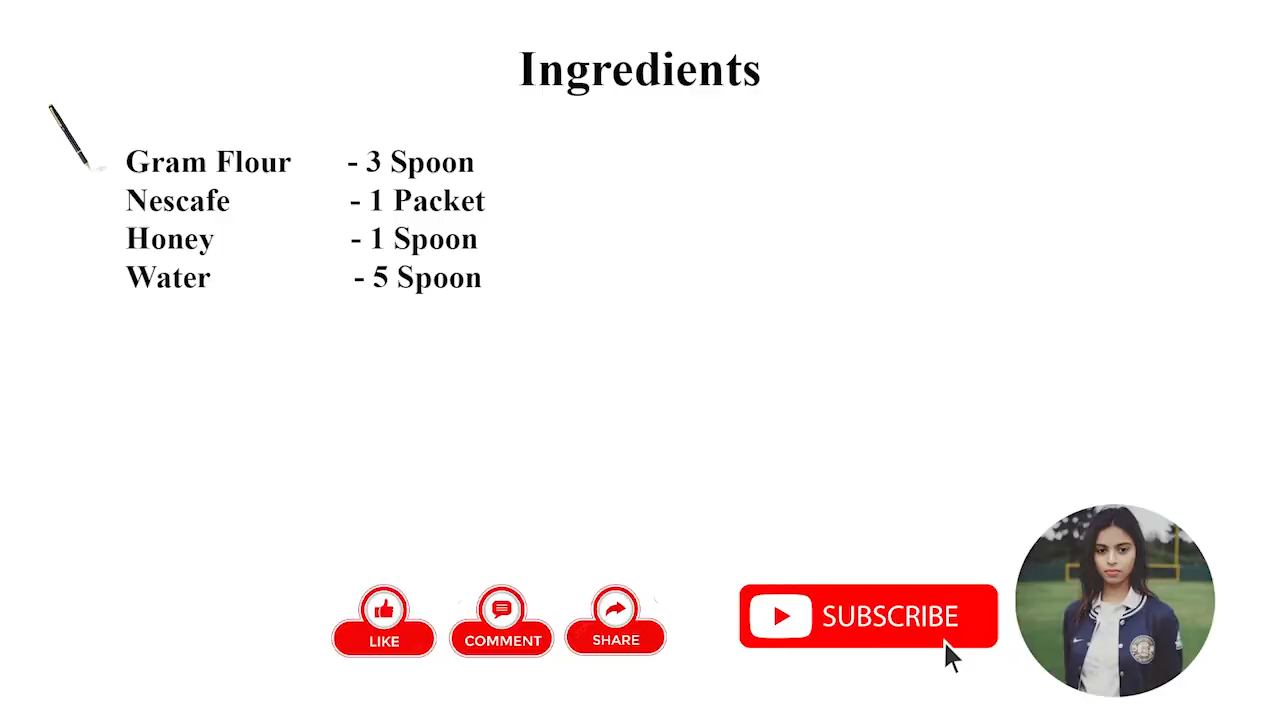 Ingredients
Gram Flour - 3 Spoon
Nescafe - 1 Packet
Honey - 1 Spoon
Water - 5 Spoon
LIKE
COMMENT
SHARE
SUBSCRIBE